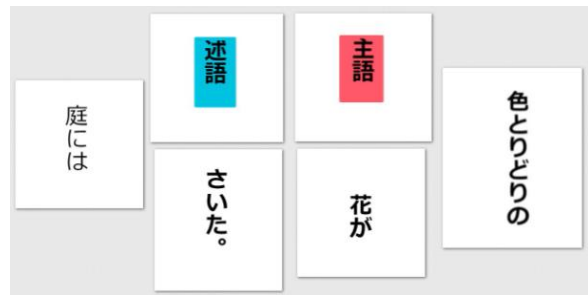 色とりどりの
主語
花が
述語
さいた。
庭には